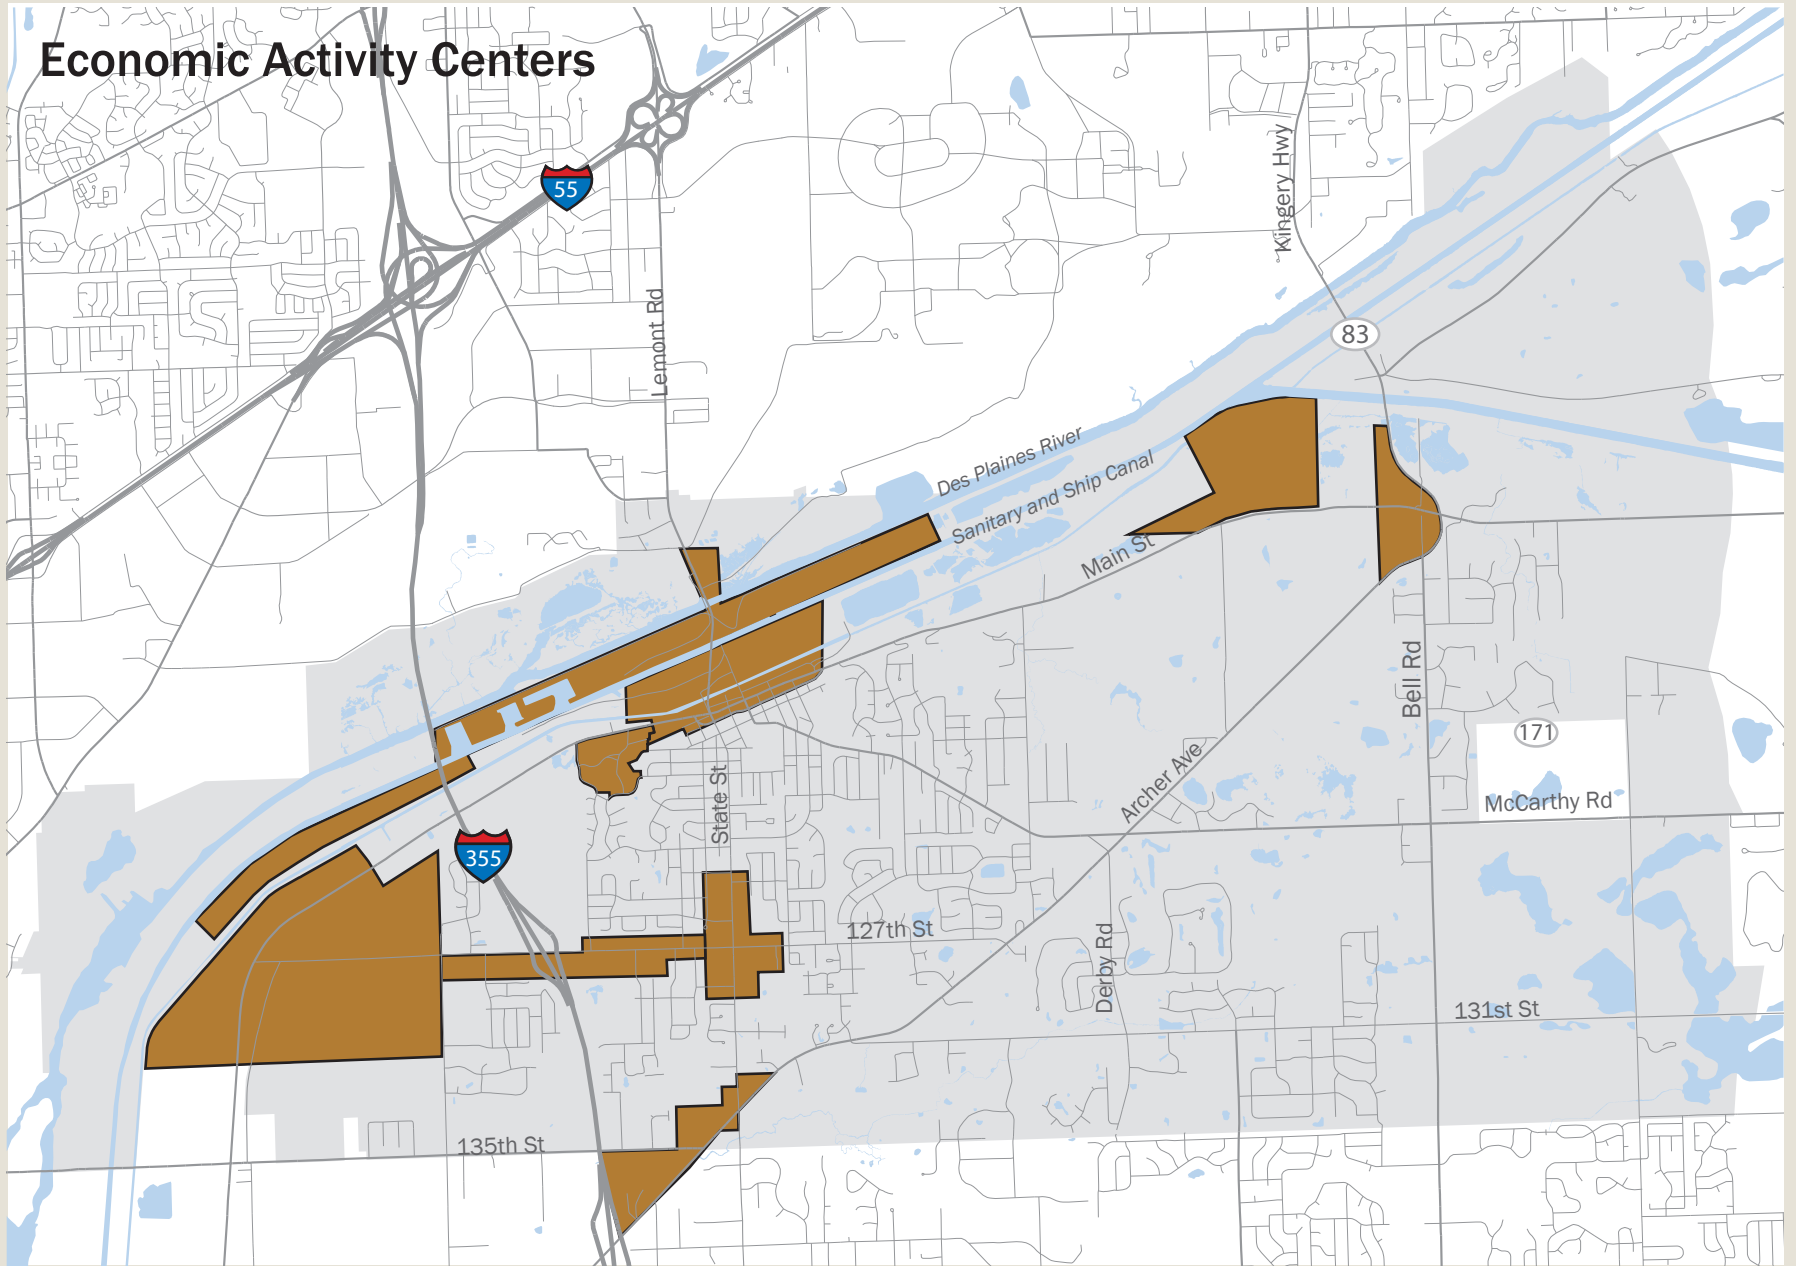 Economic Activity Centers
55
Kingery Hwy
Lemont Rd
83
Des Plaines River
Sanitary and Ship Canal
Main St
Bell Rd
171
Archer Ave
McCarthy Rd
State St
355
127th St
Derby Rd
131st St
135th St